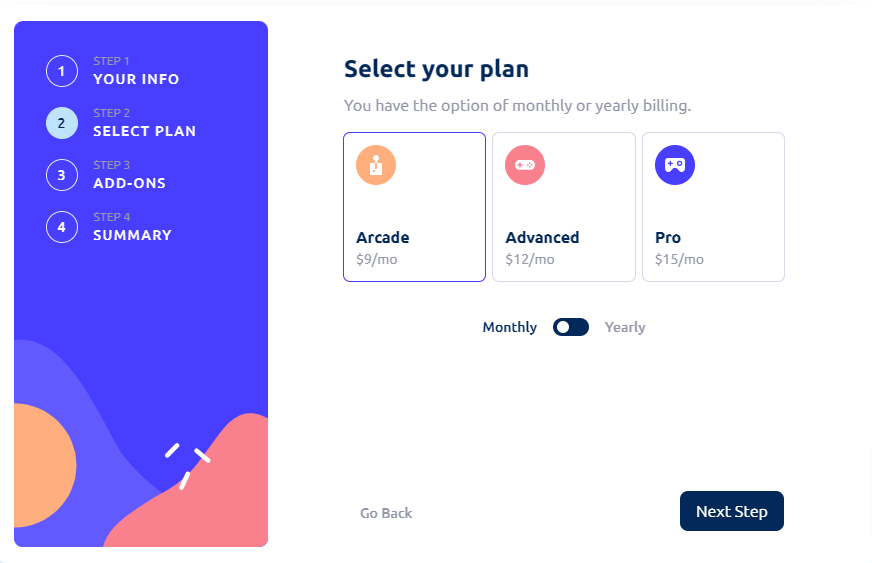 1
STEP 1
YOUR INFO
2
STEP 2
SELECT PLAN
3
STEP 3
ADD-ONS
4
STEP 4
SUMMARY
Select your plan
You have the option of monthly or yearly billing.
Arcade
$9/mo
Advanced
$12/mo
Pro
$15/mo
Monthly
Yearly
Go Back
Next Step